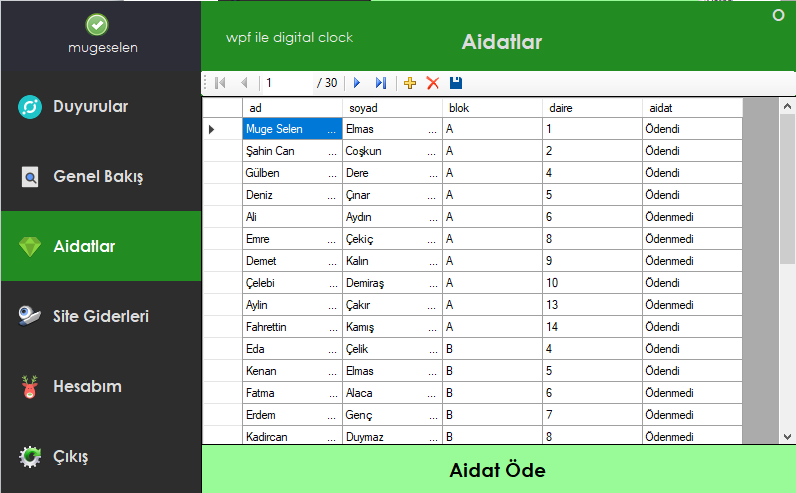 mugeselen
Duyurular
Genel Bakış
Aidatlar
Site Giderleri
Hesabım
Çıkış
wpf ile digital clock
Aidatlar
O
1 / 30
ad soyad blok daire aidat
Muge Selen ... Elmas ... A 1 Ödendi
Şahin Can ... Coşkun ... A 2 Ödendi
Gülben ... Dere ... A 4 Ödendi
Deniz ... Çınar ... A 5 Ödendi
Ali ... Aydın ... A 6 Ödenmedi
Emre ... Çekiç ... A 8 Ödenmedi
Demet ... Kalın ... A 9 Ödenmedi
Çelebi ... Demiraş ... A 10 Ödendi
Aylin ... Çakır ... A 13 Ödenmedi
Fahrettin ... Kamış ... A 14 Ödendi
Eda ... Çelik ... B 4 Ödendi
Kenan ... Elmas ... B 5 Ödendi
Fatma ... Alaca ... B 6 Ödenmedi
Erdem ... Genç ... B 7 Ödenmedi
Kadircan ... Duymaz ... B 8 Ödenmedi
Aidat Öde